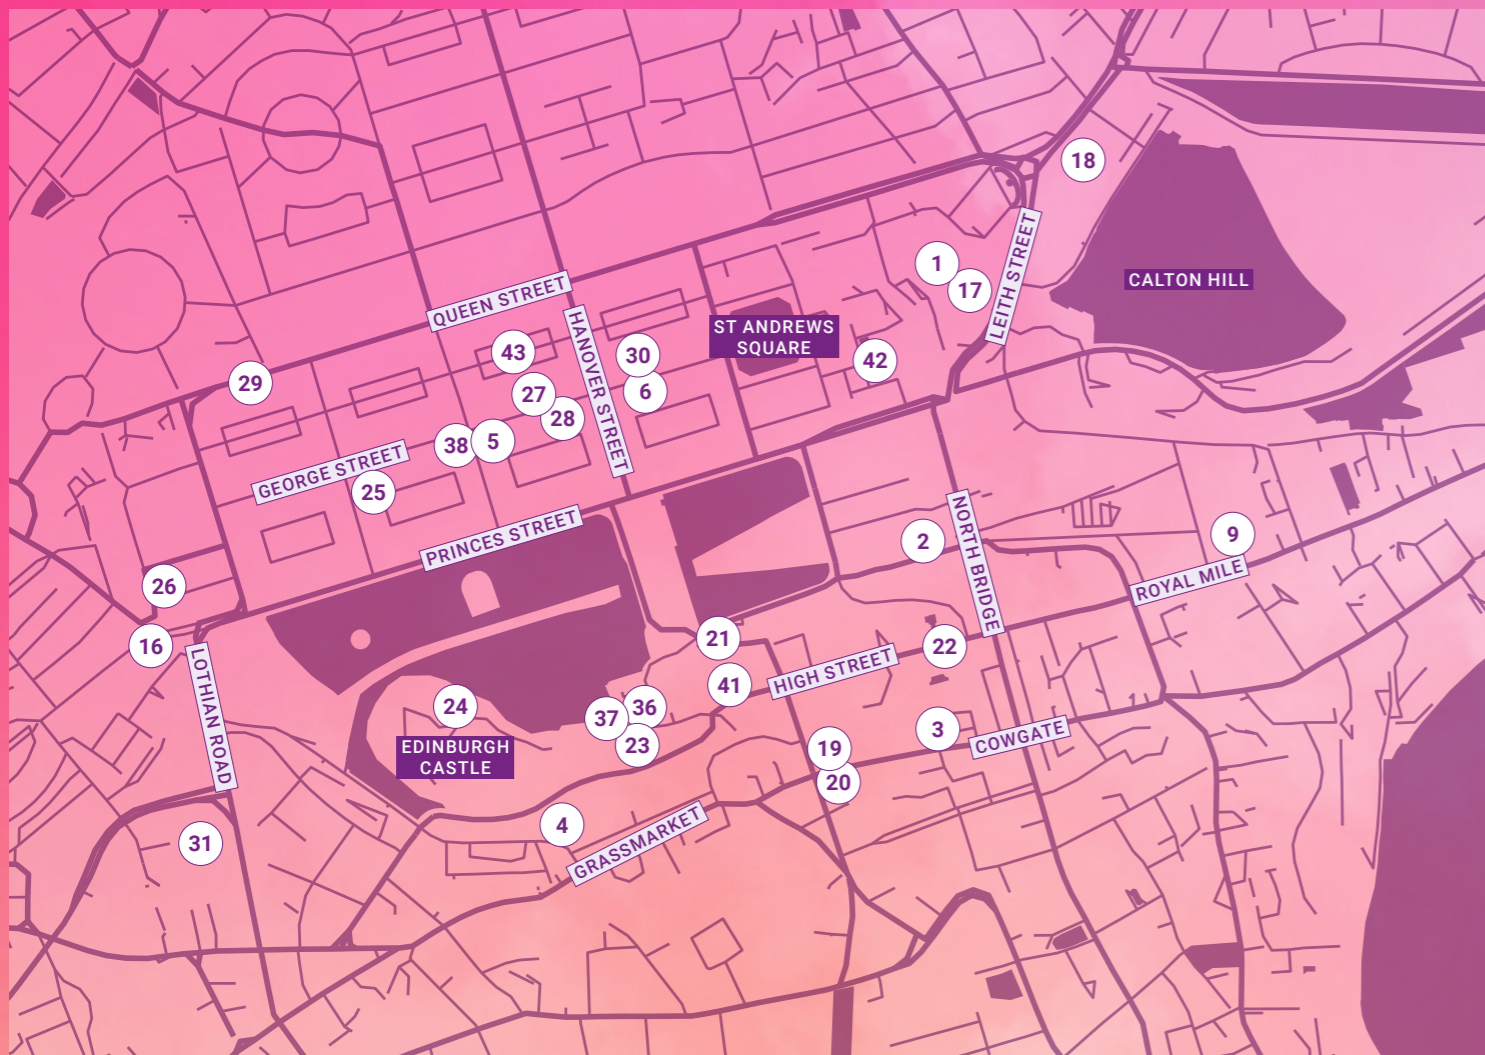 18
LEITH STREET
1
17
CALTON HILL
QUEEN STREET
HANOVER STREET
ST ANDREWS
SQUARE
43
30
42
29
27
6
28
38
5
GEORGE STREET
25
PRINCES STREET
2
NORTH BRIDGE
9
ROYAL MILE
26
16
LOTHIAN ROAD
21
22
HIGH STREET
41
24
EDINBURGH
CASTLE
36
37
23
3
COWGATE
19
20
4
GRASSMARKET
31